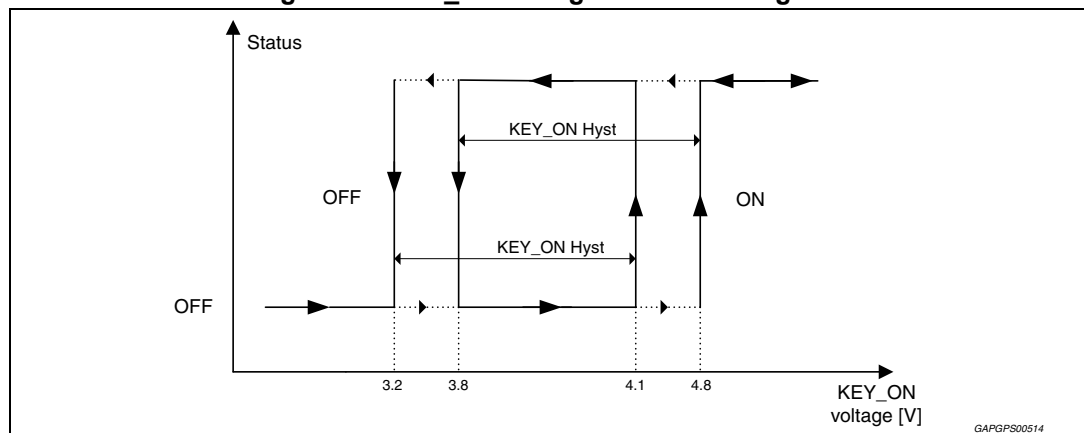 Status
KEY_ON Hyst
OFF
ON
KEY_ON Hyst
OFF
3.2
3.8
4.1
4.8
KEY_ON
voltage [V]
GAPGPS00514